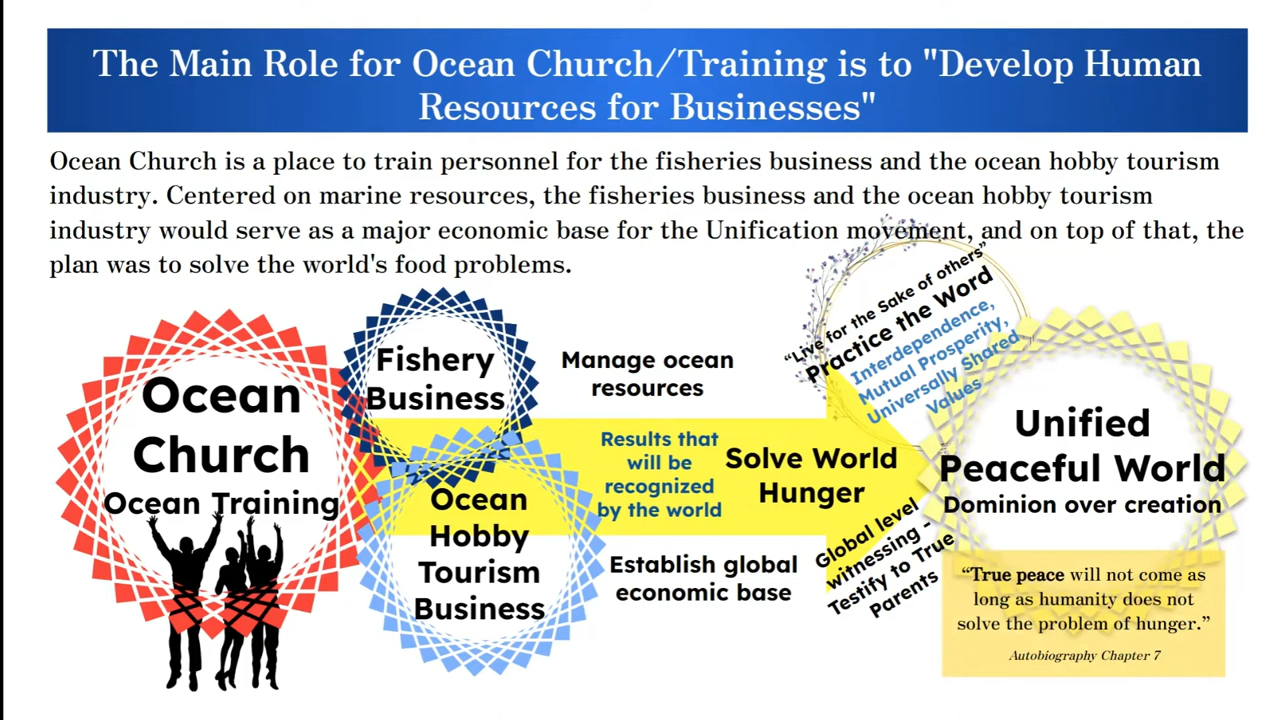 The Main Role for Ocean Church/Training is to "Develop Human
Resources for Businesses"
Ocean Church is a place to train personnel for the fisheries business and the ocean hobby tourism
industry. Centered on marine resources, the fisheries business and the ocean hobby tourism
industry would serve as a major economic base for the Unification movement, and on top of that, the
plan was to solve the world's food problems.
Ocean
Church
Ocean Training
Fishery
Business
Ocean
Hobby
Tourism
Business
Manage ocean
resources
Results that
will be
recognized
by the world
Solve World
Hunger
Establish global
economic base
“Live for the Sake of others”
Practice the Word
Interdependence,
Mutual Prosperity,
Universally Shared
Values
Global level
witnessing -
Testify to True
Parents
Unified
Peaceful World
Dominion over creation
“True peace will not come as
long as humanity does not
solve the problem of hunger.”
Autobiography Chapter 7